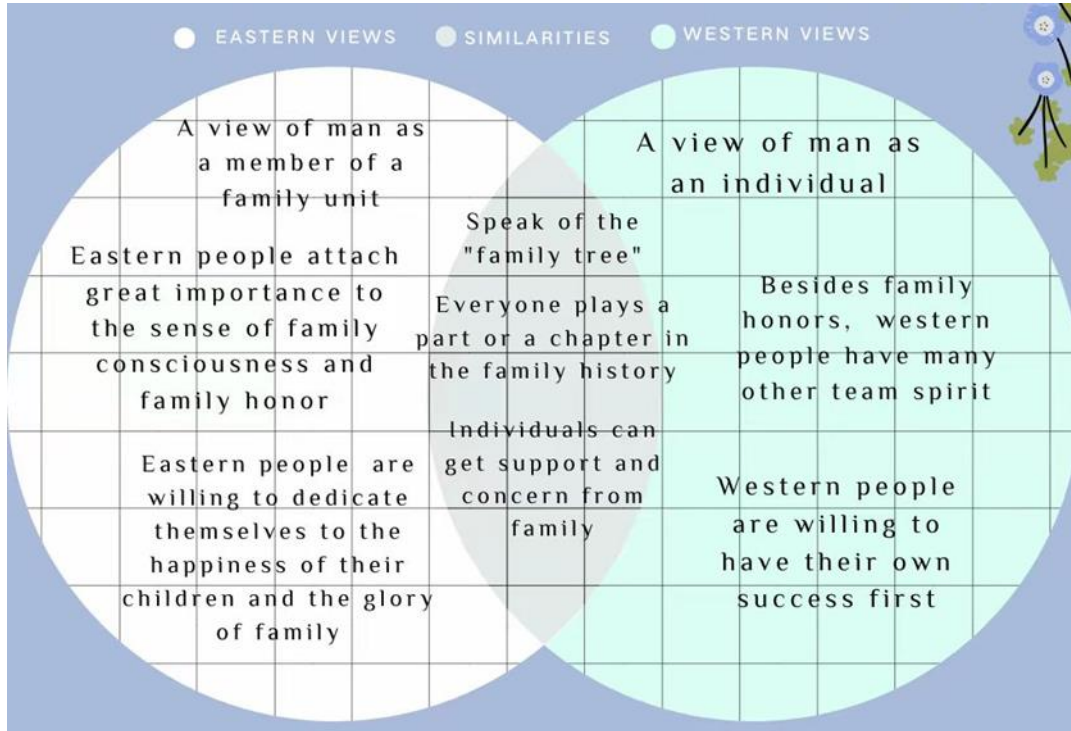 EASTERN VIEWS
SIMILARITIES
WESTERN VIEWS
A view of man as
a member of a
family unit
Eastern people attach
great importance to
the sense of family
consciousness and
family honor
Eastern people are
willing to dedicate
themselves to the
happiness of their
children and the glory
of family
Speak of the
"family tree"
Everyone plays a
part or a chapter in
the family history
Individuals can
get support and
concern from
family
A view of man as
an individual
Besides family
honors, western
people have many
other team spirit
Western people
are willing to
have their own
success first